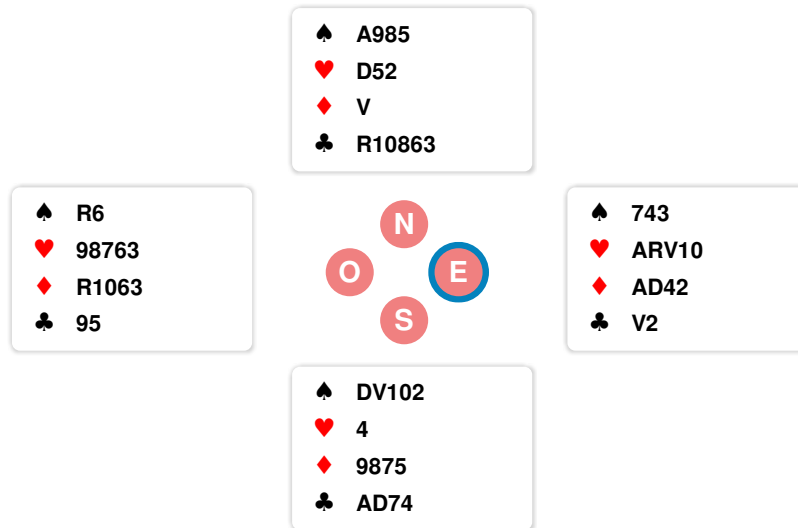 ♠ A985
♥ D52
♦ V
♣ R10863
♠ R6
♥ 98763
♦ R1063
♣ 95
N
O E
S
♠ 743
♥ ARV10
♦ AD42
♣ V2
♠ DV102
♥ 4
♦ 9875
♣ AD74